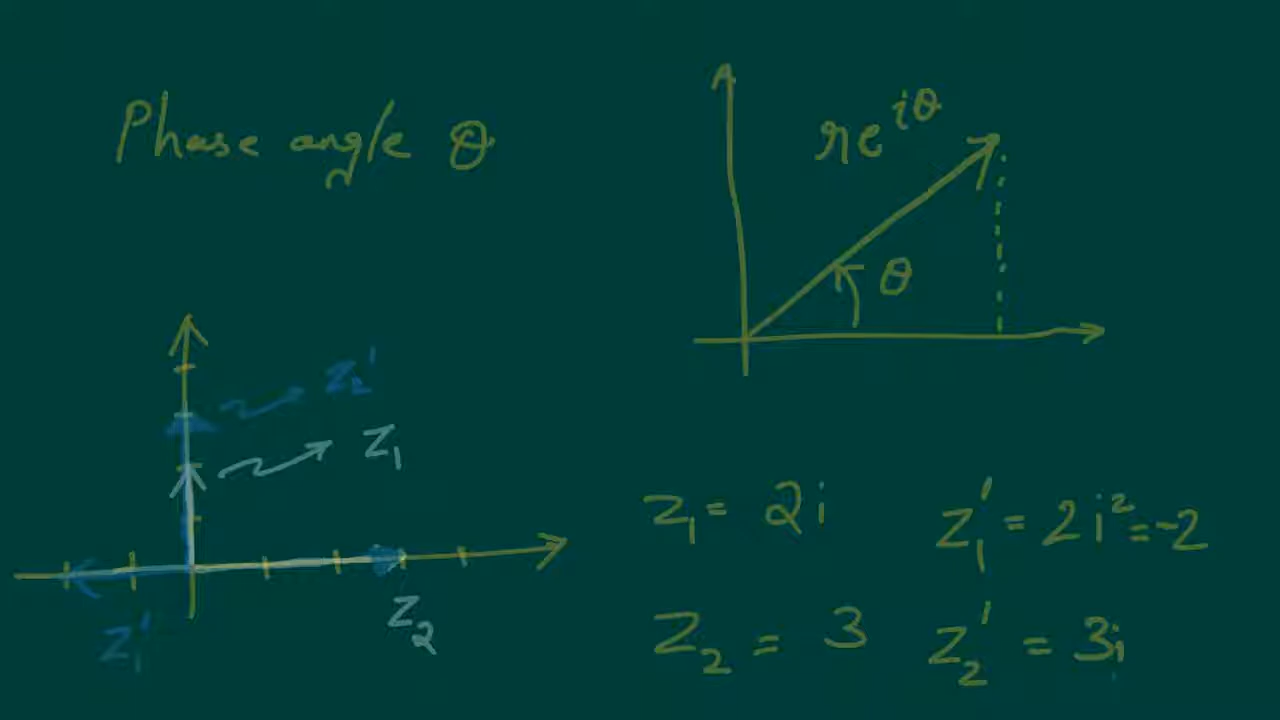 Phase angle θ
re^{iθ}
θ
z₂'
z₁
z₁'
z₂
z₁ = 2i z₁' = 2i² = -2
z₂ = 3 z₂' = 3i